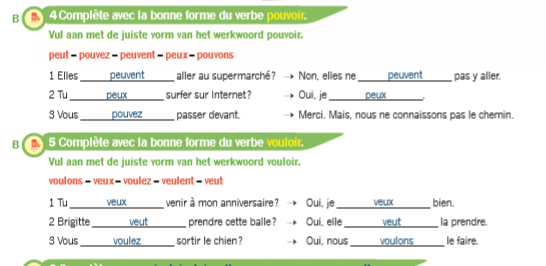 B 4 Complète avec la bonne forme du verbe pouvoir.
Vul aan met de juiste vorm van het werkwoord pouvoir.
peut – pouvez – peuvent – peux – pouvons
1 Elles peuvent aller au supermarché? → Non, elles ne peuvent pas y aller.
2 Tu peux surfer sur Internet? → Oui, je peux.
3 Vous pouvez passer devant. → Merci. Mais, nous ne connaissons pas le chemin.
B 5 Complète avec la bonne forme du verbe vouloir.
Vul aan met de juiste vorm van het werkwoord vouloir.
voulons – veux – voulez – veulent – veut
1 Tu veux venir à mon anniversaire? → Oui, je veux bien.
2 Brigitte veut prendre cette balle? → Oui, elle veut la prendre.
3 Vous voulez sortir le chien? → Oui, nous voulons le faire.